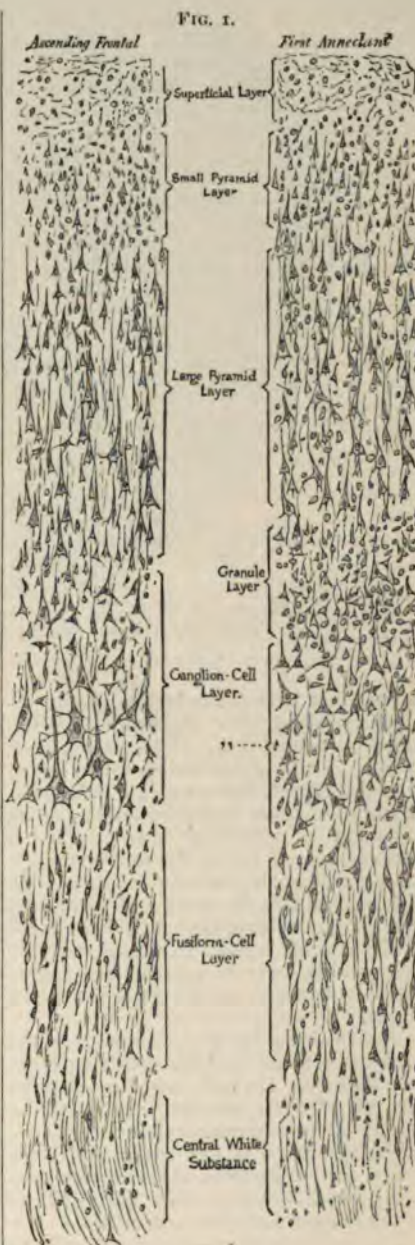 FIG. 1.
Ascending Frontal
First Annectant
Superficial Layer
Small Pyramid
Layer
Large Pyramid
Layer
Granule
Layer
Ganglion-Cell
Layer.
"
Fusiform-Cell
Layer
Central White
Substance